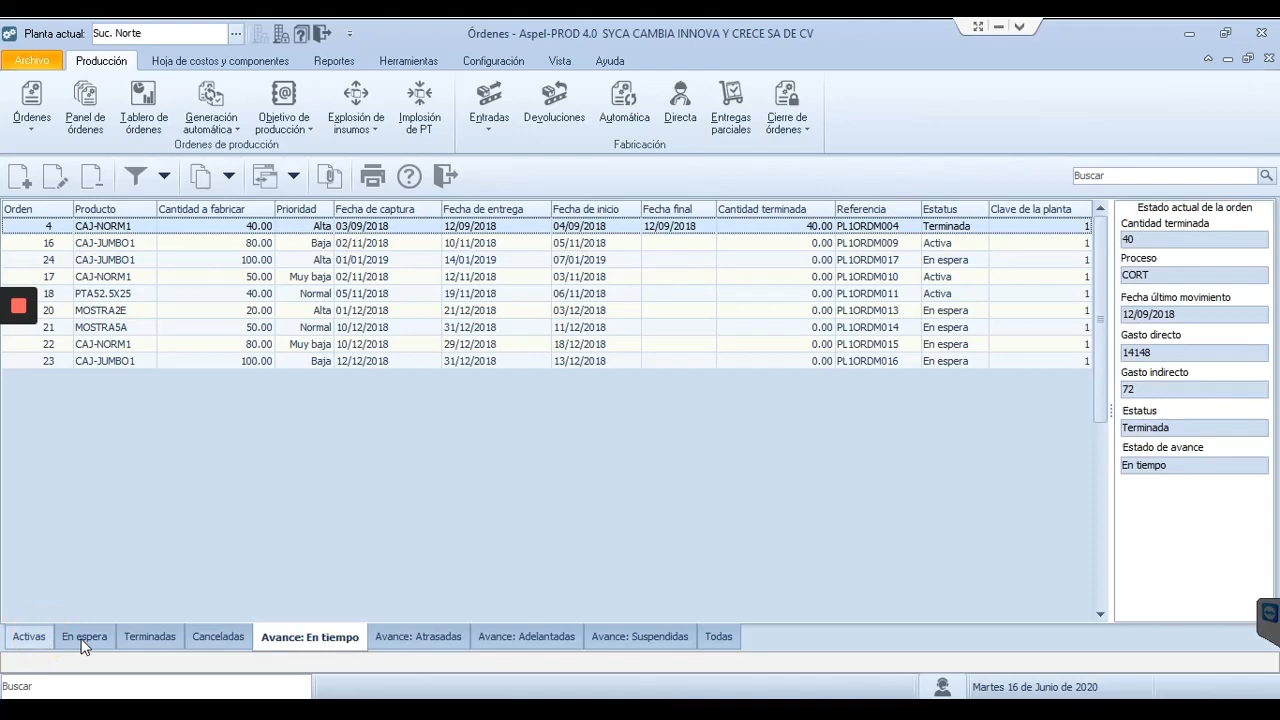 Planta actual: Suc. Norte ... Órdenes - Aspel-PROD 4.0 SYCA CAMBIA INNOVA Y CRECE SA DE CV
Archivo Producción Hoja de costos y componentes Reportes Herramientas Configuración Vista Ayuda
Órdenes Panel de órdenes Tablero de órdenes Generación automática Objetivo de producción Explosión de insumos Implosión de PT Entradas Devoluciones Automática Directa Entregas parciales Cierre de órdenes
Ordenes de producción Fabricación
Buscar
Orden Producto Cantidad a fabricar Prioridad Fecha de captura Fecha de entrega Fecha de inicio Fecha final Cantidad terminada Referencia Estatus Clave de la planta
4 CAJ-NORM1 40.00 Alta 03/09/2018 12/09/2018 04/09/2018 12/09/2018 40.00 PL1ORDM004 Terminada 1
16 CAJ-JUMBO1 80.00 Baja 02/11/2018 10/11/2018 05/11/2018 0.00 PL1ORDM009 Activa 1
24 CAJ-JUMBO1 100.00 Alta 01/01/2019 14/01/2019 07/01/2019 0.00 PL1ORDM017 En espera 1
17 CAJ-NORM1 50.00 Muy baja 02/11/2018 12/11/2018 03/11/2018 0.00 PL1ORDM010 Activa 1
18 PTA52.5X25 40.00 Normal 05/11/2018 19/11/2018 06/11/2018 0.00 PL1ORDM011 Activa 1
20 MOSTRA2E 20.00 Alta 01/12/2018 21/12/2018 03/12/2018 0.00 PL1ORDM013 En espera 1
21 MOSTRA5A 50.00 Normal 10/12/2018 31/12/2018 11/12/2018 0.00 PL1ORDM014 En espera 1
22 CAJ-NORM1 80.00 Muy baja 10/12/2018 29/12/2018 18/12/2018 0.00 PL1ORDM015 En espera 1
23 CAJ-JUMBO1 100.00 Baja 12/12/2018 31/12/2018 13/12/2018 0.00 PL1ORDM016 En espera 1
Estado actual de la orden
Cantidad terminada
40
Proceso
CORT
Fecha último movimiento
12/09/2018
Gasto directo
14148
Gasto indirecto
72
Estatus
Terminada
Estado de avance
En tiempo
Activas En espera Terminadas Canceladas Avance: En tiempo Avance: Atrasadas Avance: Adelantadas Avance: Suspendidas Todas
Buscar Martes 16 de Junio de 2020